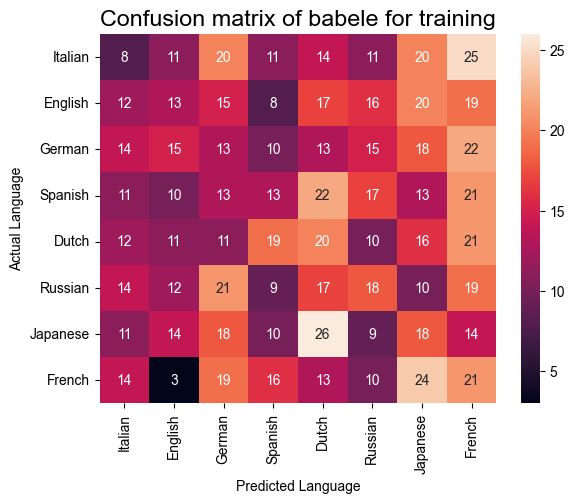 Confusion matrix of babele for training
Italian 8 11 20 11 14 11 20 25
English 12 13 15 8 17 16 20 19
German 14 15 13 10 13 15 18 22
Spanish 11 10 13 13 22 17 13 21
Dutch 12 11 11 19 20 10 16 21
Russian 14 12 21 9 17 18 10 19
Japanese 11 14 18 10 26 9 18 14
French 14 3 19 16 13 10 24 21
Italian English German Spanish Dutch Russian Japanese French
Predicted Language
Actual Language
25
20
15
10
5